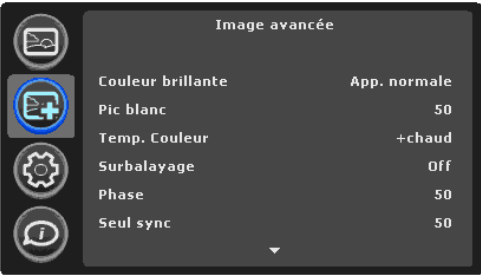 Image avancée
Couleur brillante App. normale
Pic blanc 50
Temp. Couleur +chaud
Surbalayage Off
Phase 50
Seul sync 50